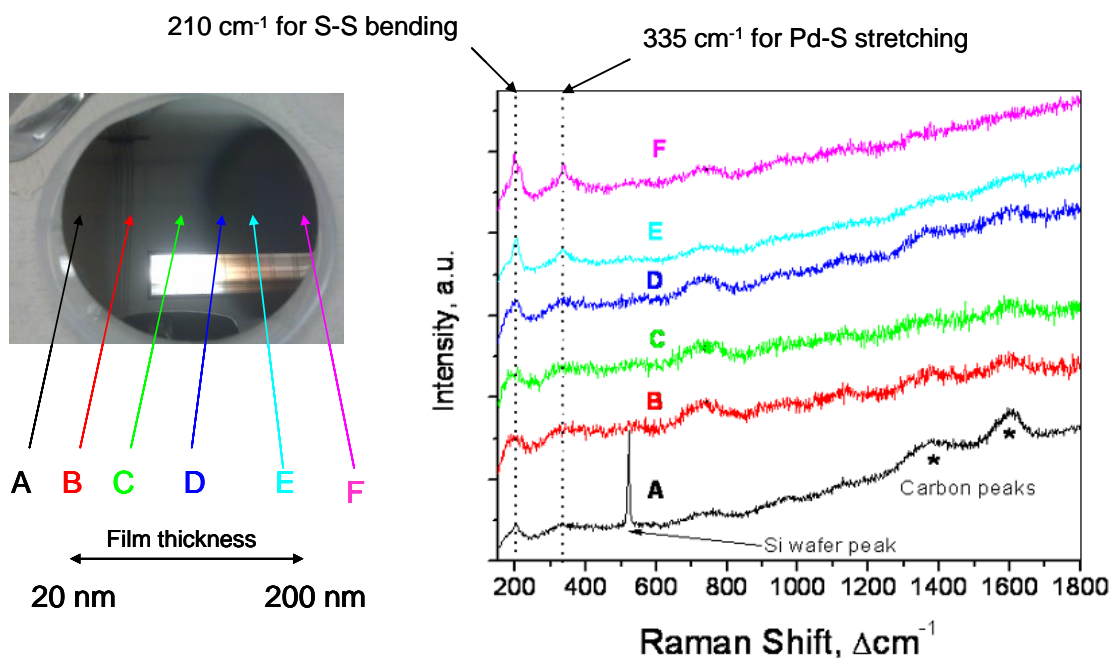 210 cm⁻¹ for S-S bending
335 cm⁻¹ for Pd-S stretching
A B C D E F
Film thickness
20 nm 200 nm
Intensity, a.u.
F
E
D
C
B
A
*
*
Carbon peaks
Si wafer peak
200 400 600 800 1000 1200 1400 1600 1800
Raman Shift, Δcm⁻¹